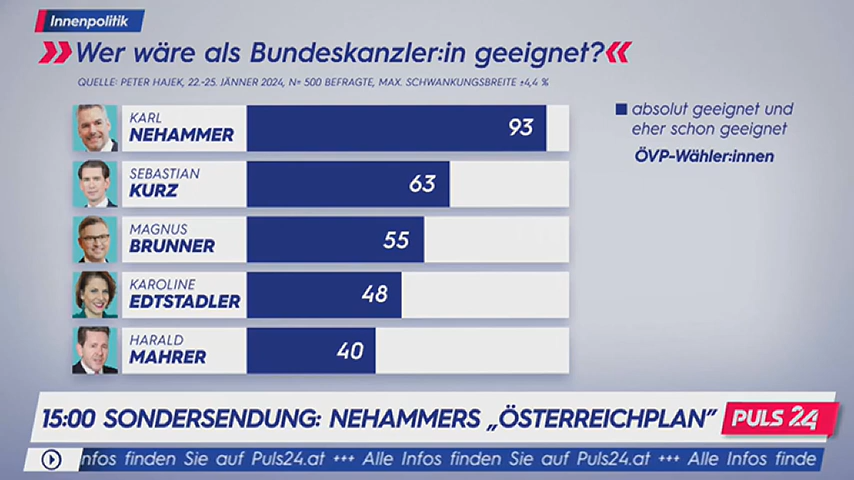 Innenpolitik
Wer wäre als Bundeskanzler:in geeignet?
QUELLE: PETER HAJEK, 22.-25. JÄNNER 2024, N= 500 BEFRAGTE, MAX. SCHWANKUNGSBREITE ±4,4 %
KARL
NEHAMMER
93
SEBASTIAN
KURZ
63
MAGNUS
BRUNNER
55
KAROLINE
EDTSTADLER
48
HARALD
MAHRER
40
absolut geeignet und
eher schon geeignet
ÖVP-Wähler:innen
15:00 SONDERSENDUNG: NEHAMMERS „ÖSTERREICHPLAN” PULS 24
nfos finden Sie auf Puls24.at +++ Alle Infos finden Sie auf Puls24.at +++ Alle Infos finde